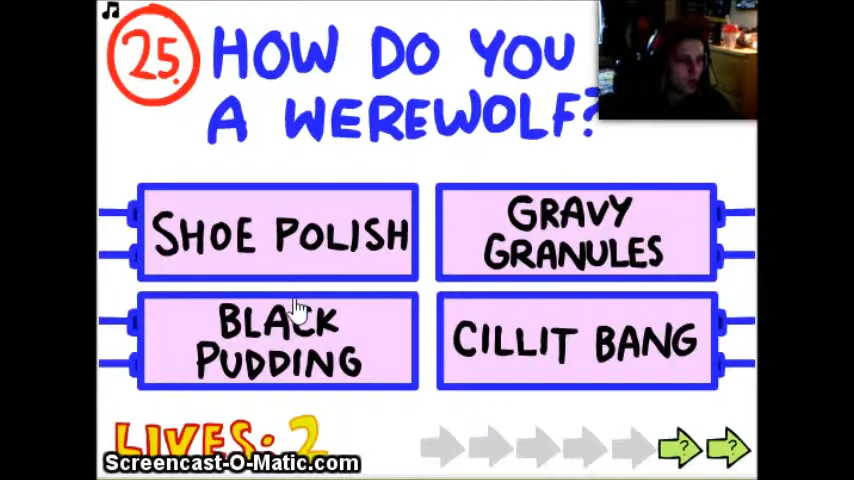 25.
HOW DO YOU
A WEREWOLF?
SHOE POLISH
GRAVY
GRANULES
BLACK
PUDDING
CILLIT BANG
LIVES: 2
? ?
Screencast-O-Matic.com